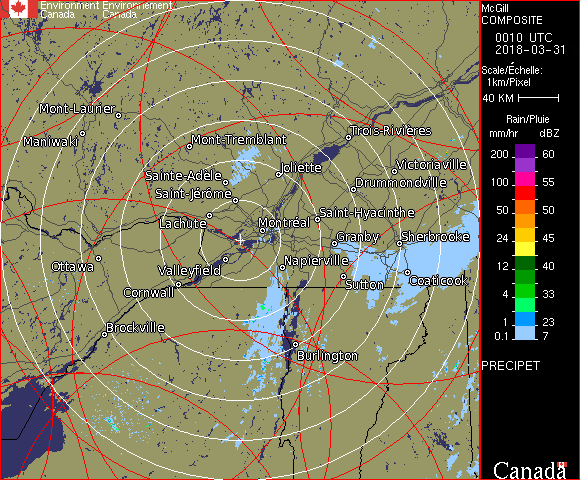 Environment Environnement
Canada Canada
McGill
COMPOSITE
0010 UTC
2018-03-31
Scale/Échelle:
1km/Pixel
40 KM
Rain/Pluie
mm/hr dBZ
200 60
100 55
50 50
24 45
12 40
4 33
1 23
0.1 7
PRECIPET
Canada
Mont-Laurier
Maniwaki
Mont-Tremblant
Trois-Rivières
Sainte-Adèle
Joliette
Victoriaville
Saint-Jérôme
Drummondville
Lachute
Montréal
Saint-Hyacinthe
Granby
Sherbrooke
Ottawa
Valleyfield
Napierville
Cornwall
Sutton
Coaticook
Brockville
Burlington